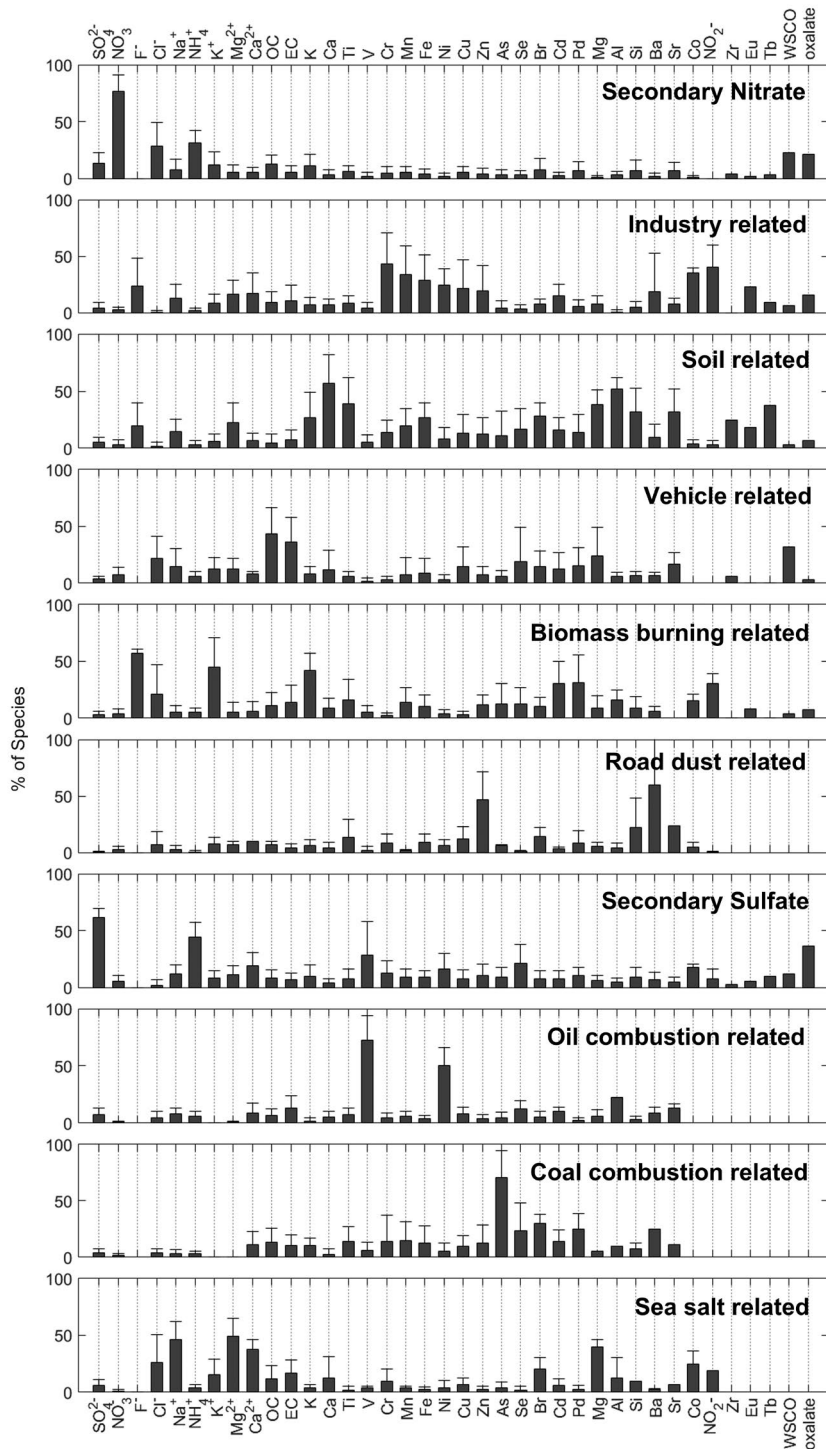 SO₄²⁻ NO₃⁻ F⁻ Cl⁻ Na⁺ NH₄⁺ K⁺ Mg²⁺ Ca²⁺ OC EC K Ca Ti V Cr Mn Fe Ni Cu Zn As Se Br Cd Pd Mg Al Si Ba Sr Co NO₂⁻ Zr Eu Tb WSCO oxalate
100
Secondary Nitrate
50
0
100
Industry related
50
0
100
Soil related
50
0
100
Vehicle related
50
0
100
Biomass burning related
50
0
% of Species
100
Road dust related
50
0
100
Secondary Sulfate
50
0
100
Oil combustion related
50
0
100
Coal combustion related
50
0
100
Sea salt related
50
0
SO₄²⁻ NO₃⁻ F⁻ Cl⁻ Na⁺ NH₄⁺ K⁺ Mg²⁺ Ca²⁺ OC EC K Ca Ti V Cr Mn Fe Ni Cu Zn As Se Br Cd Pd Mg Al Si Ba Sr Co NO₂⁻ Zr Eu Tb WSCO oxalate